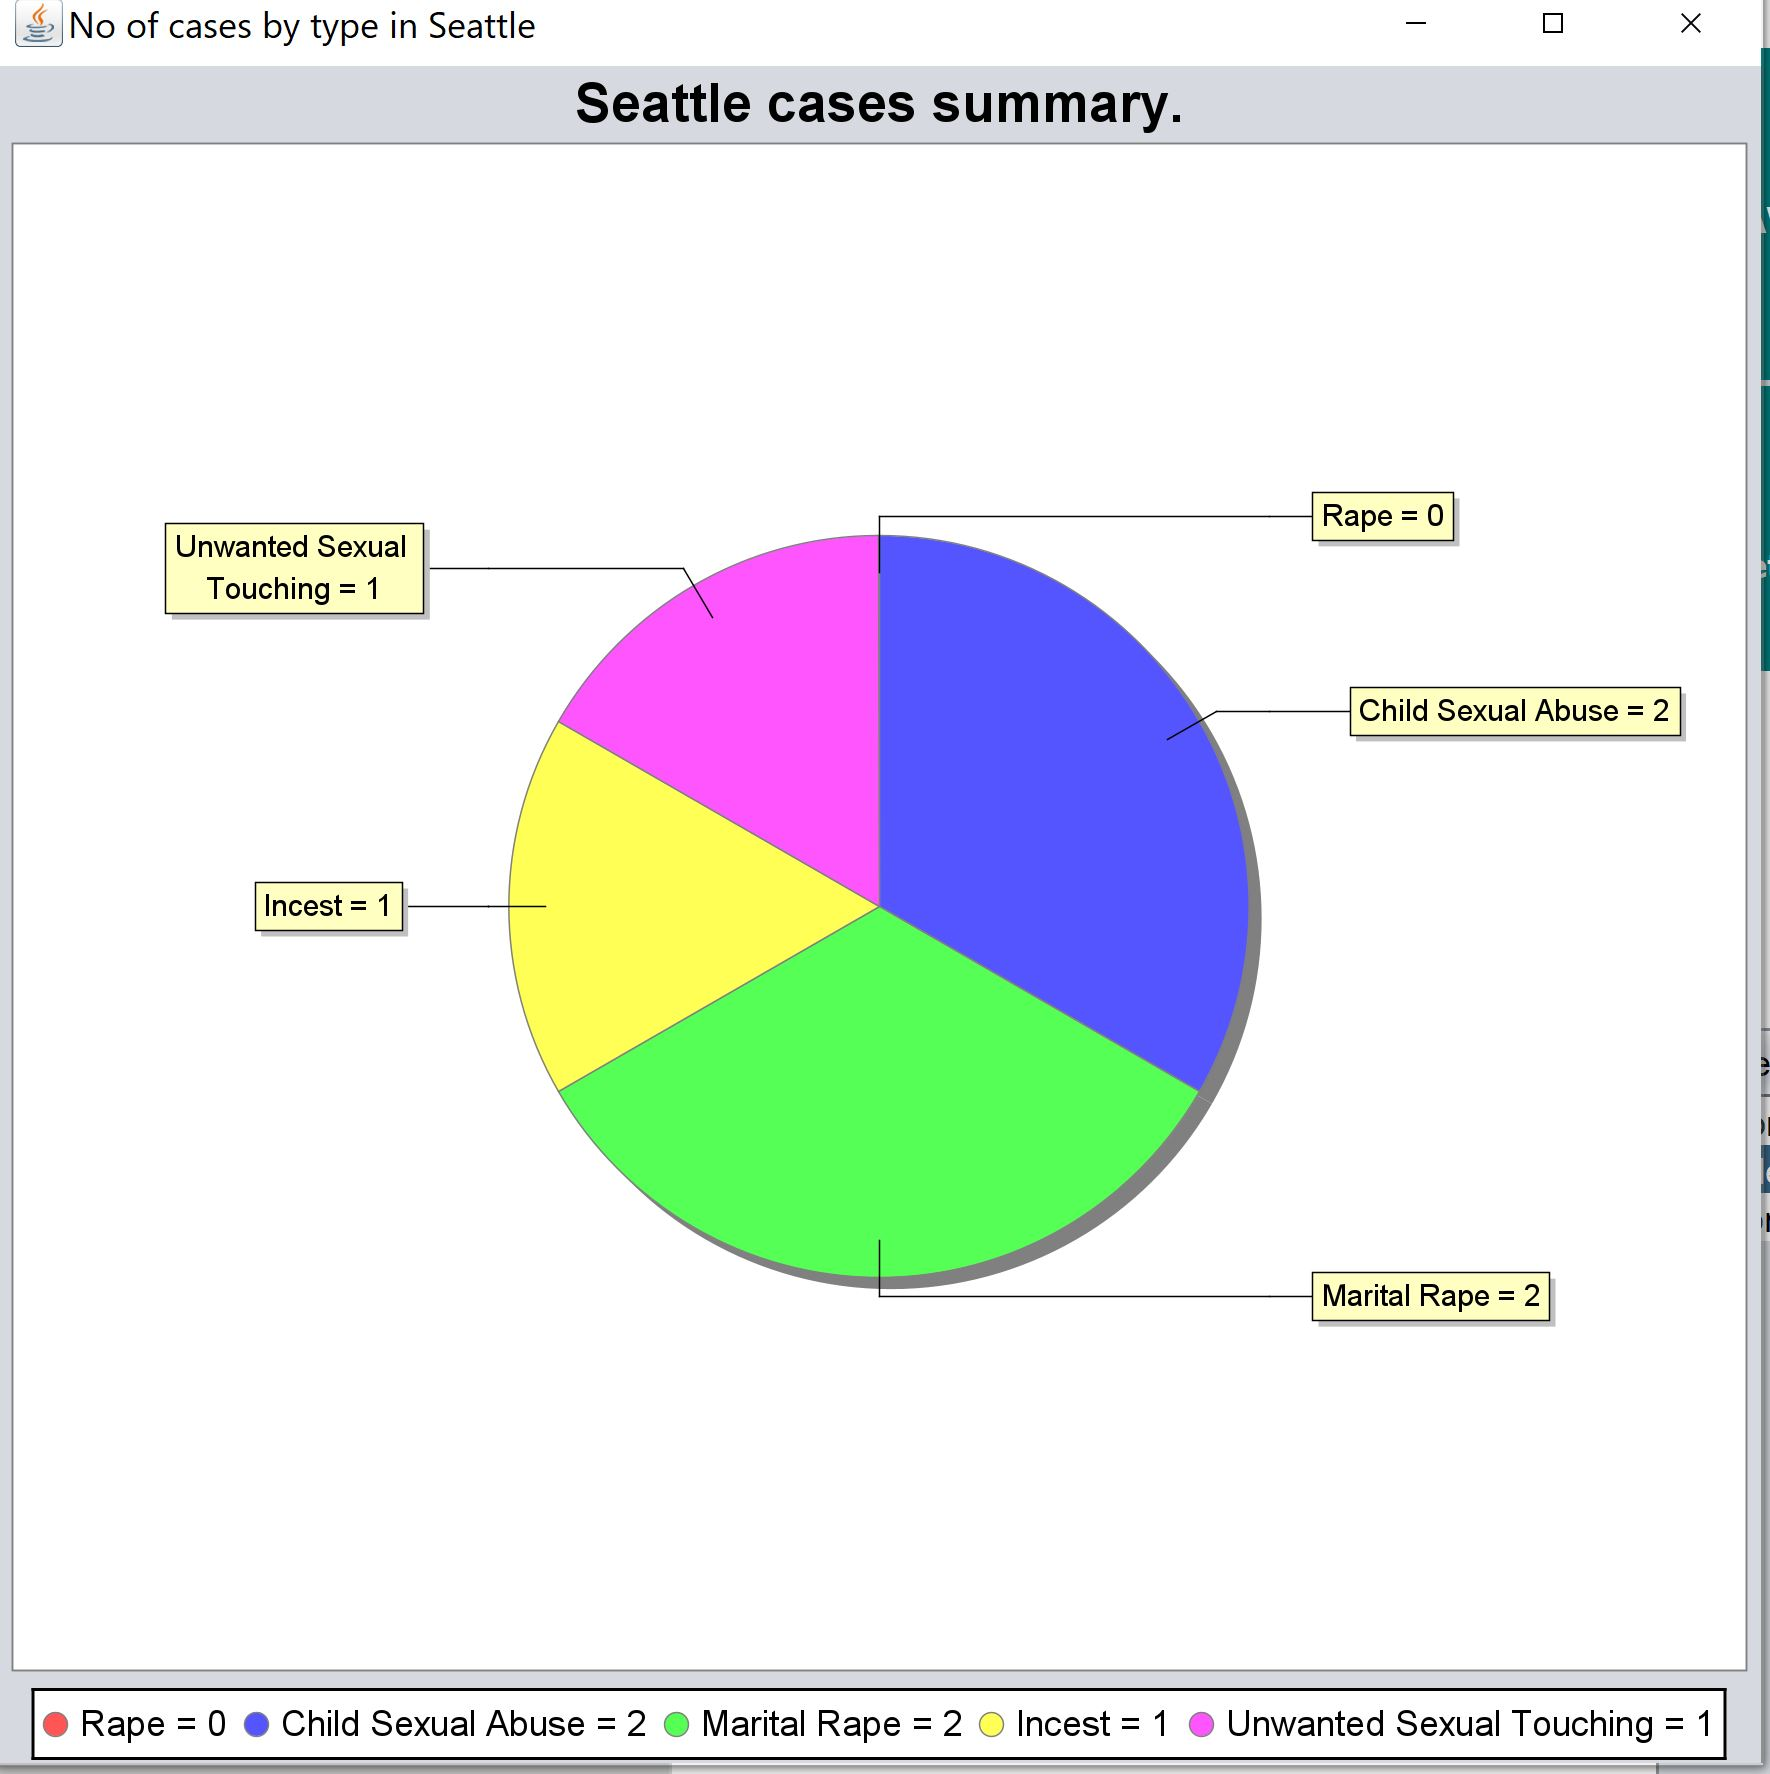 No of cases by type in Seattle
Seattle cases summary.
Rape = 0
Unwanted Sexual
Touching = 1
Child Sexual Abuse = 2
Incest = 1
Marital Rape = 2
Rape = 0 Child Sexual Abuse = 2 Marital Rape = 2 Incest = 1 Unwanted Sexual Touching = 1